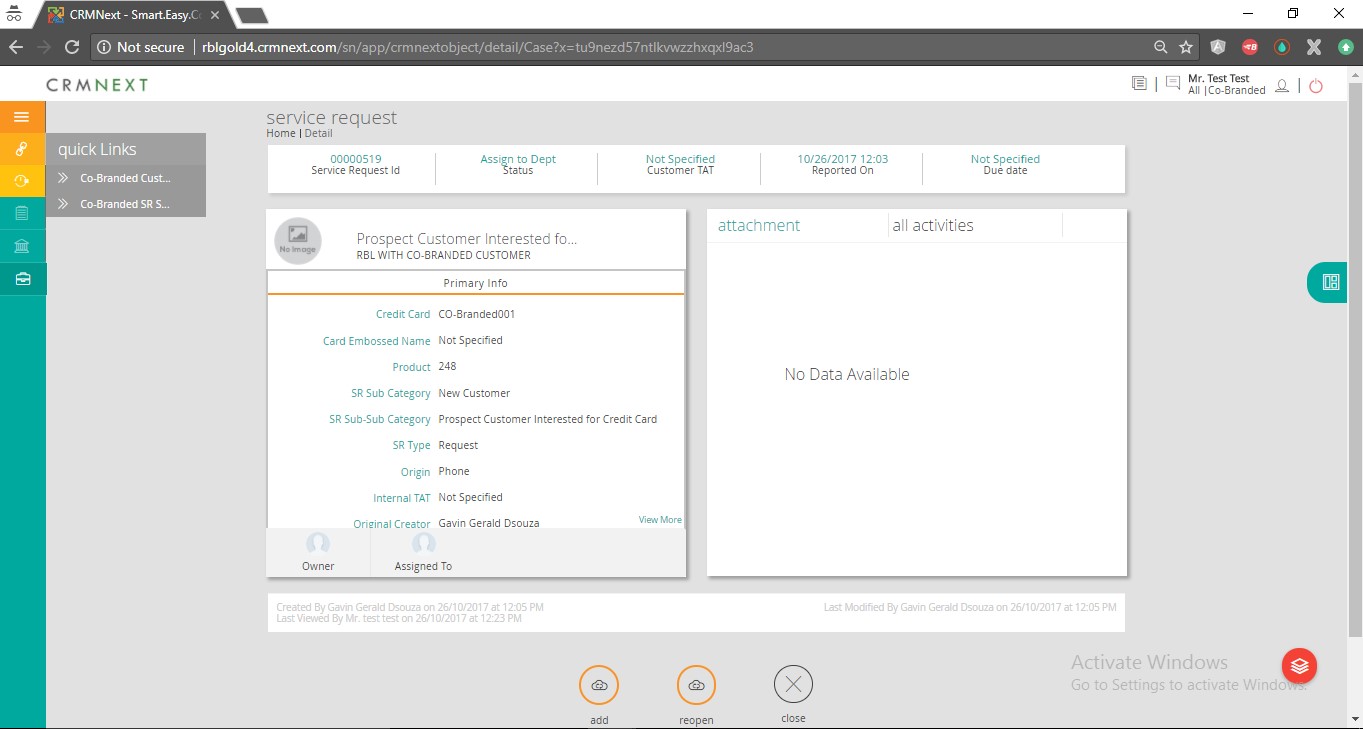 CRMNext - Smart.Easy.C
Not secure | rblgold4.crmnext.com/sn/app/crmnextobject/detail/Case?x=tu9nezd57ntlkvwzzhxqxl9ac3
CRMNEXT
Mr. Test Test
All |Co-Branded
quick Links
Co-Branded Cust...
Co-Branded SR S...
service request
Home | Detail
00000519
Service Request Id
Assign to Dept
Status
Not Specified
Customer TAT
10/26/2017 12:03
Reported On
Not Specified
Due date
No Image
Prospect Customer Interested fo...
RBL WITH CO-BRANDED CUSTOMER
Primary Info
Credit Card CO-Branded001
Card Embossed Name Not Specified
Product 248
SR Sub Category New Customer
SR Sub-Sub Category Prospect Customer Interested for Credit Card
SR Type Request
Origin Phone
Internal TAT Not Specified
Original Creator Gavin Gerald Dsouza
View More
Owner
Assigned To
attachment
all activities
No Data Available
Created By Gavin Gerald Dsouza on 26/10/2017 at 12:05 PM
Last Viewed By Mr. test test on 26/10/2017 at 12:23 PM
Last Modified By Gavin Gerald Dsouza on 26/10/2017 at 12:05 PM
Activate Windows
Go to Settings to activate Windows.
add
reopen
close